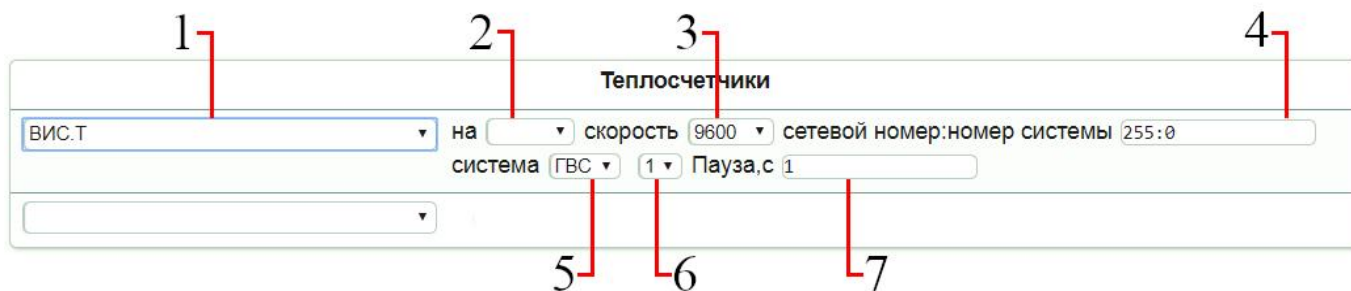 1 2 3 4
Теплосчетчики
ВИС.Т на скорость 9600 сетевой номер:номер системы 255:0
система ГВС 1 Пауза,с 1
5 6 7